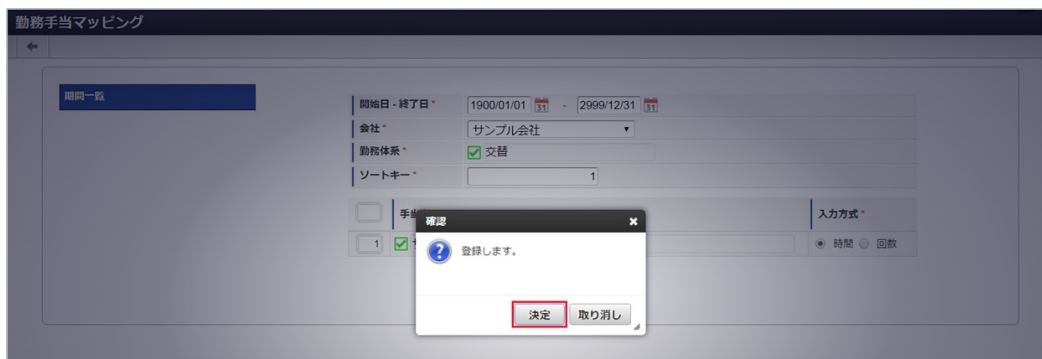 勤務手当マッピング
期間一覧
開始日 - 終了日 * 1900/01/01 31 - 2999/12/31 31
会社 * サンプル会社
勤務体系 * 交替
ソートキー * 1
手当 入力方式 *
1 時間 回数
確認
登録します。
決定 取り消し